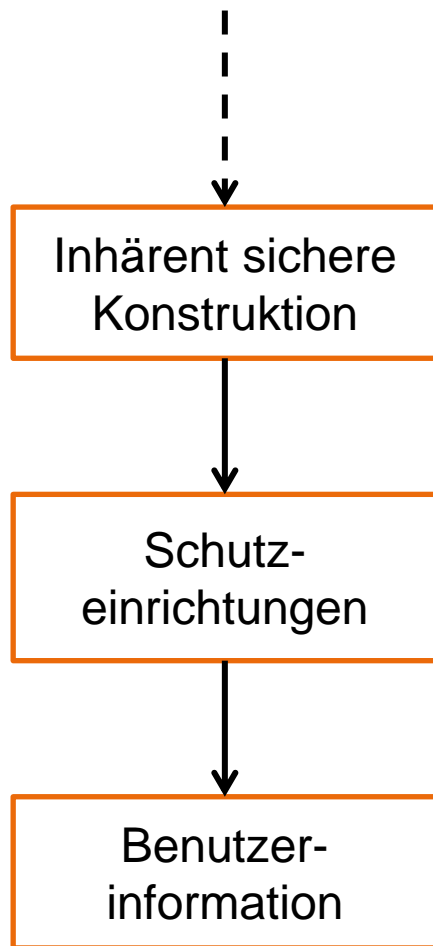 Inhärent sichere
Konstruktion
Schutz-
einrichtungen
Benutzer-
information